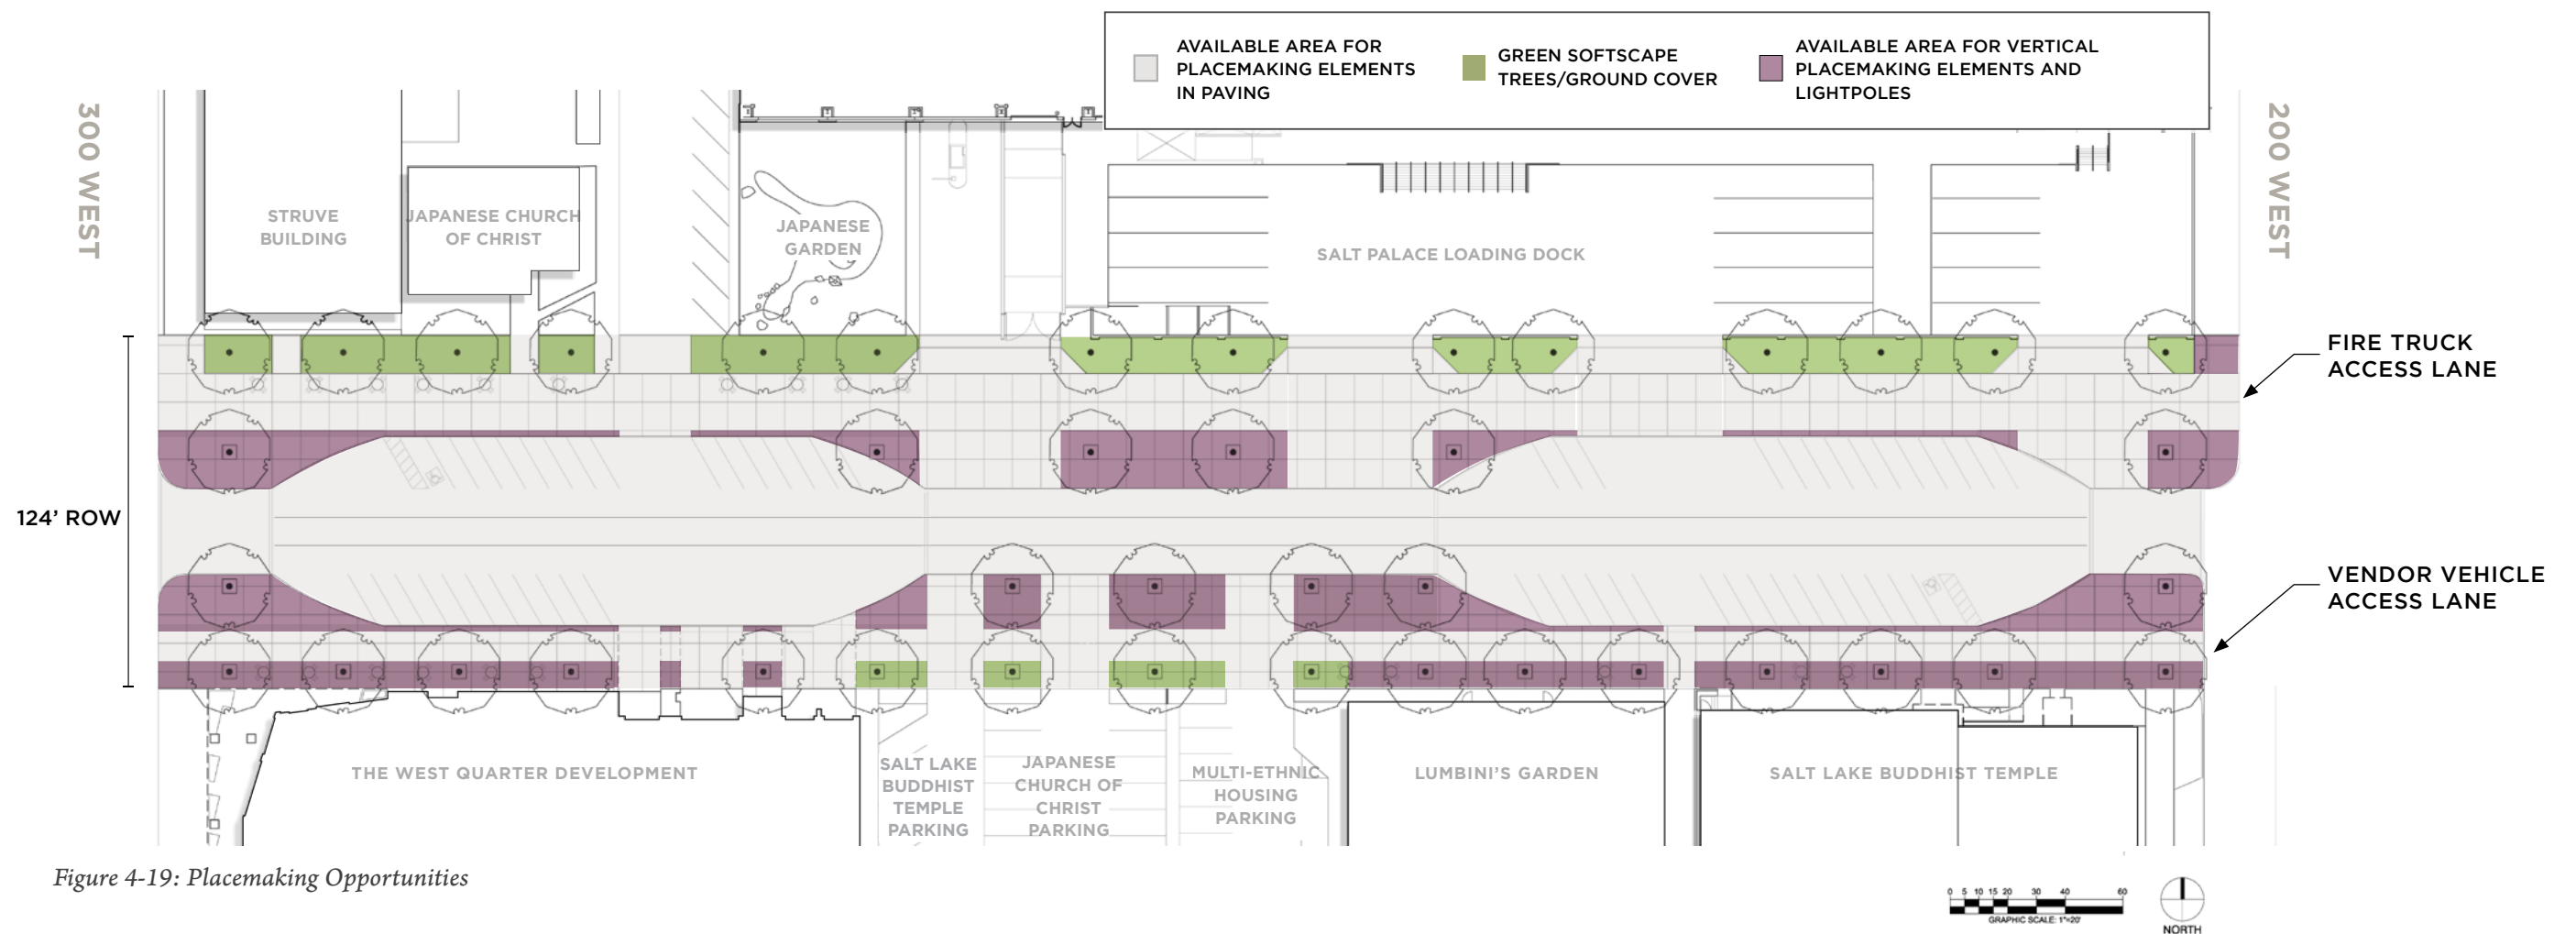 AVAILABLE AREA FOR
PLACEMAKING ELEMENTS
IN PAVING
GREEN SOFTSCAPE
TREES/GROUND COVER
AVAILABLE AREA FOR VERTICAL
PLACEMAKING ELEMENTS AND
LIGHTPOLES
300 WEST
200 WEST
STRUVE
BUILDING
JAPANESE CHURCH
OF CHRIST
JAPANESE
GARDEN
SALT PALACE LOADING DOCK
FIRE TRUCK
ACCESS LANE
124' ROW
VENDOR VEHICLE
ACCESS LANE
THE WEST QUARTER DEVELOPMENT
SALT LAKE
BUDDHIST
TEMPLE
PARKING
JAPANESE
CHURCH OF
CHRIST
PARKING
MULTI-ETHNIC
HOUSING
PARKING
LUMBINI'S GARDEN
SALT LAKE BUDDHIST TEMPLE
Figure 4-19: Placemaking Opportunities
0 5 10 15 20 30 40 60
GRAPHIC SCALE: 1"=20'
NORTH